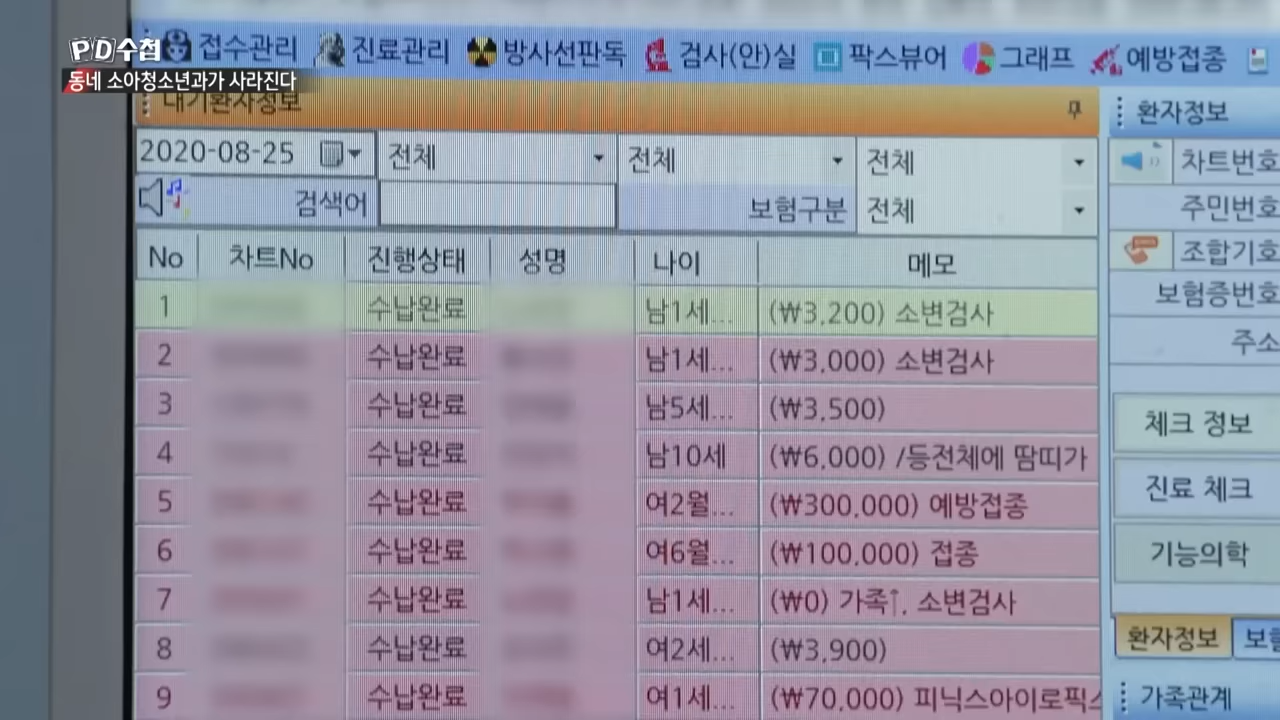 PD수첩
동네 소아청소년과가 사라진다
접수관리 진료관리 방사선판독 검사(안)실 팩스뷰어 그래프 예방접종
대기환자정보
환자정보
2020-08-25 전체 전체 전체
차트번호
검색어 보험구분 전체
주민번호
No 차트No 진행상태 성명 나이 메모
조합기호
1 수납완료 남1세... (₩3,200) 소변검사
보험증번호
2 수납완료 남1세... (₩3,000) 소변검사
주소
3 수납완료 남5세... (₩3,500)
체크 정보
4 수납완료 남10세 (₩6,000) /등전체에 땀띠가
진료 체크
5 수납완료 여2월... (₩300,000) 예방접종
6 수납완료 여6월... (₩100,000) 접종
기능의학
7 수납완료 남1세... (₩0) 가족↑. 소변검사
8 수납완료 여2세... (₩3,900)
환자정보 보험
9 수납완료 여1세... (₩70,000) 피닉스아이로픽스
가족관계